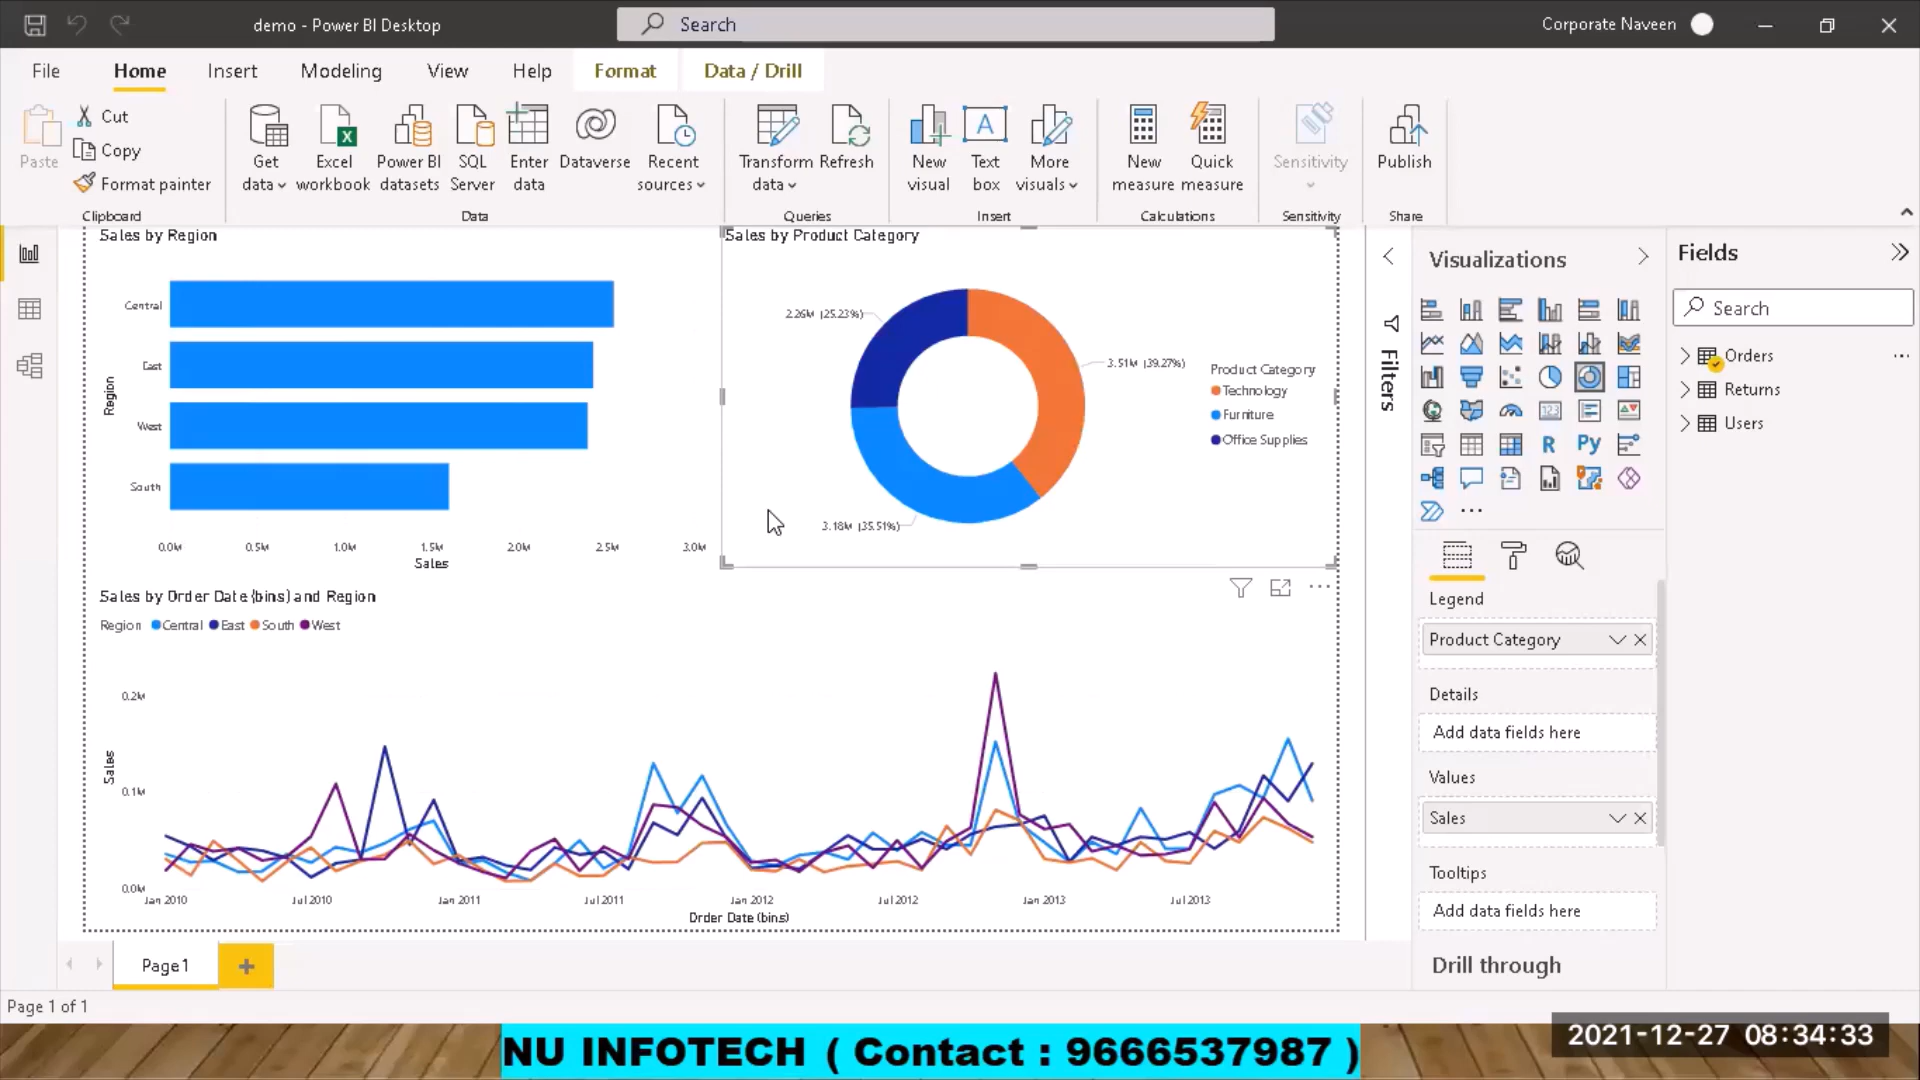 demo - Power BI Desktop
Search
Corporate Naveen
File
Home
Insert
Modeling
View
Help
Format
Data / Drill
Paste
Cut
Copy
Format painter
Clipboard
Get data
Excel workbook
Power BI datasets
SQL Server
Enter data
Dataverse
Recent sources
Data
Transform data
Refresh
Queries
New visual
Text box
More visuals
Insert
New measure
Quick measure
Calculations
Sensitivity
Sensitivity
Publish
Share
Sales by Region
Region
Central
East
West
South
0.0M 0.5M 1.0M 1.5M 2.0M 2.5M 3.0M
Sales
Sales by Product Category
2.26M (25.23%)
3.51M (39.27%)
3.18M (35.51%)
Product Category
Technology
Furniture
Office Supplies
Sales by Order Date (bins) and Region
Region Central East South West
Sales
0.2M
0.1M
0.0M
Jan 2010 Jul 2010 Jan 2011 Jul 2011 Jan 2012 Jul 2012 Jan 2013 Jul 2013
Order Date (bins)
Filters
Visualizations
R
Py
123
Legend
Product Category
Details
Add data fields here
Values
Sales
Tooltips
Add data fields here
Drill through
Fields
Search
Orders
Returns
Users
Page 1
Page 1 of 1
NU INFOTECH ( Contact : 9666537987 )
2021-12-27 08:34:33